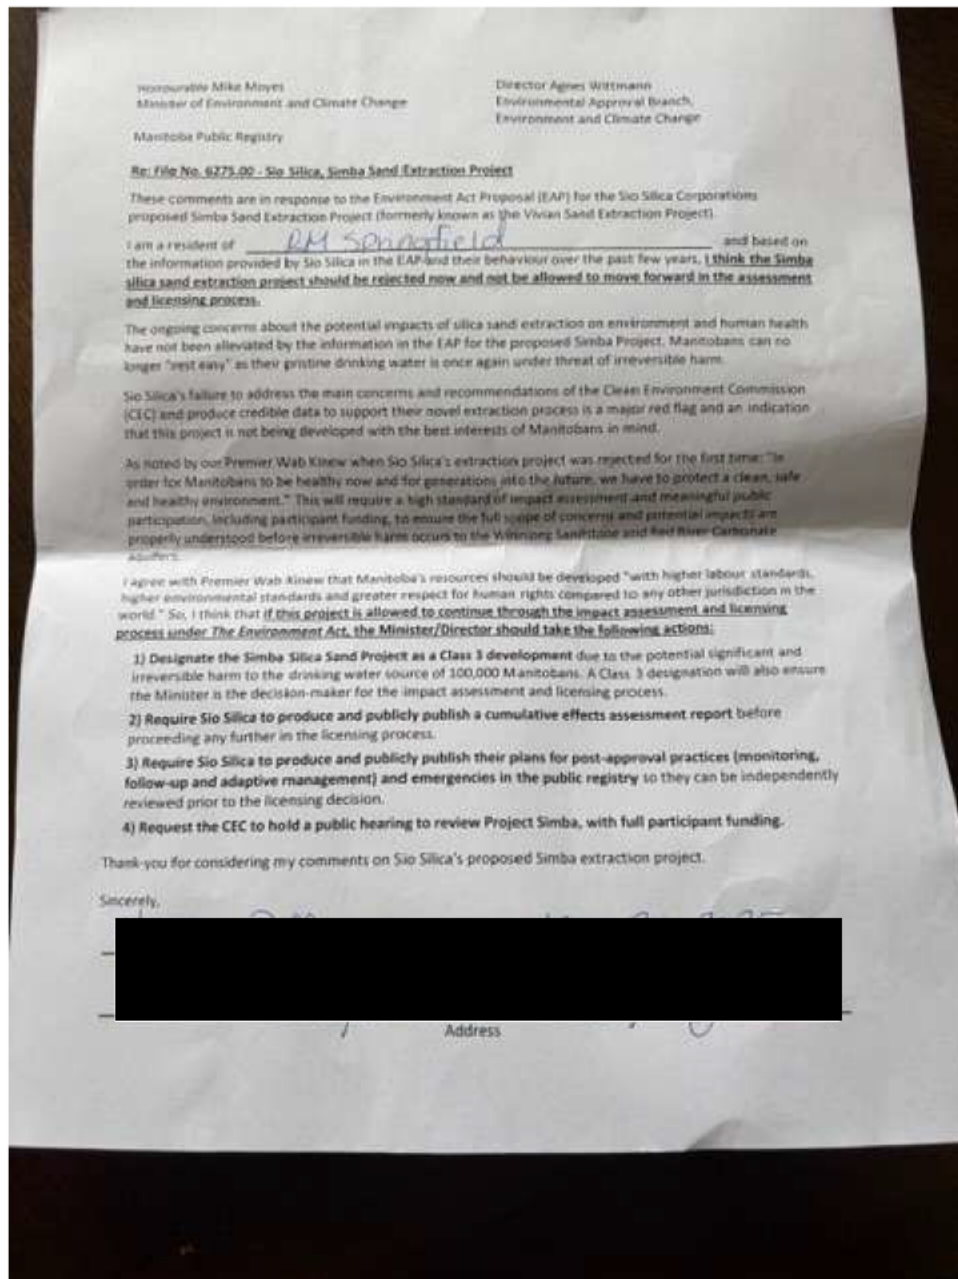 Honourable Mike Moyes
Minister of Environment and Climate Change
Director Agnes Wittmann
Environmental Approval Branch,
Environment and Climate Change
Manitoba Public Registry
Re: File No. 6275.00 - Sio Silica, Simba Sand Extraction Project
These comments are in response to the Environment Act Proposal (EAP) for the Sio Silica Corporations
proposed Simba Sand Extraction Project (formerly known as the Vivian Sand Extraction Project).
I am a resident of RM Springfield and based on
the information provided by Sio Silica in the EAP and their behaviour over the past few years, I think the Simba
silica sand extraction project should be rejected now and not be allowed to move forward in the assessment
and licensing process.
The ongoing concerns about the potential impacts of silica sand extraction on environment and human health
have not been alleviated by the information in the EAP for the proposed Simba Project. Manitobans can no
longer "rest easy" as their pristine drinking water is once again under threat of irreversible harm.
Sio Silica's failure to address the main concerns and recommendations of the Clean Environment Commission
(CEC) and produce credible data to support their novel extraction process is a major red flag and an indication
that this project is not being developed with the best interests of Manitobans in mind.
As noted by our Premier Wab Kinew when Sio Silica's extraction project was rejected for the first time: "In
order for Manitobans to be healthy now and for generations into the future, we have to protect a clean, safe
and healthy environment." This will require a high standard of impact assessment and meaningful public
participation, including participant funding, to ensure the full scope of concerns and potential impacts are
properly understood before irreversible harm occurs to the Winnipeg Sandstone and Red River Carbonate
aquifers.
I agree with Premier Wab Kinew that Manitoba's resources should be developed "with higher labour standards,
higher environmental standards and greater respect for human rights compared to any other jurisdiction in the
world." So, I think that if this project is allowed to continue through the impact assessment and licensing
process under The Environment Act, the Minister/Director should take the following actions:
1) Designate the Simba Silica Sand Project as a Class 3 development due to the potential significant and
irreversible harm to the drinking water source of 100,000 Manitobans. A Class 3 designation will also ensure
the Minister is the decision-maker for the impact assessment and licensing process.
2) Require Sio Silica to produce and publicly publish a cumulative effects assessment report before
proceeding any further in the licensing process.
3) Require Sio Silica to produce and publicly publish their plans for post-approval practices (monitoring,
follow-up and adaptive management) and emergencies in the public registry so they can be independently
reviewed prior to the licensing decision.
4) Request the CEC to hold a public hearing to review Project Simba, with full participant funding.
Thank you for considering my comments on Sio Silica's proposed Simba extraction project.
Sincerely,
Address